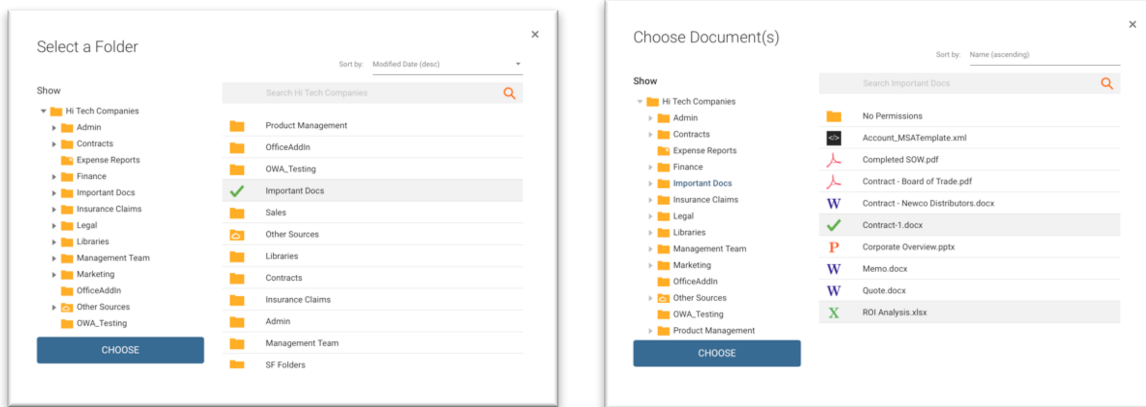 Select a Folder
Sort by: Modified Date (desc)
Show
Search Hi Tech Companies
Hi Tech Companies
Admin
Contracts
Expense Reports
Finance
Important Docs
Insurance Claims
Legal
Libraries
Management Team
Marketing
OfficeAddIn
Other Sources
OWA_Testing
CHOOSE
Product Management
OfficeAddIn
OWA_Testing
Important Docs
Sales
Other Sources
Libraries
Contracts
Insurance Claims
Admin
Management Team
SF Folders
Choose Document(s)
Sort by: Name (ascending)
Show
Search Important Docs
Hi Tech Companies
Admin
Contracts
Expense Reports
Finance
Important Docs
Insurance Claims
Legal
Libraries
Management Team
Marketing
OfficeAddIn
Other Sources
OWA_Testing
Product Management
CHOOSE
No Permissions
</> Account_MSATemplate.xml
Completed SOW.pdf
Contract - Board of Trade.pdf
W Contract - Newco Distributors.docx
Contract-1.docx
P Corporate Overview.pptx
W Memo.docx
W Quote.docx
X ROI Analysis.xlsx